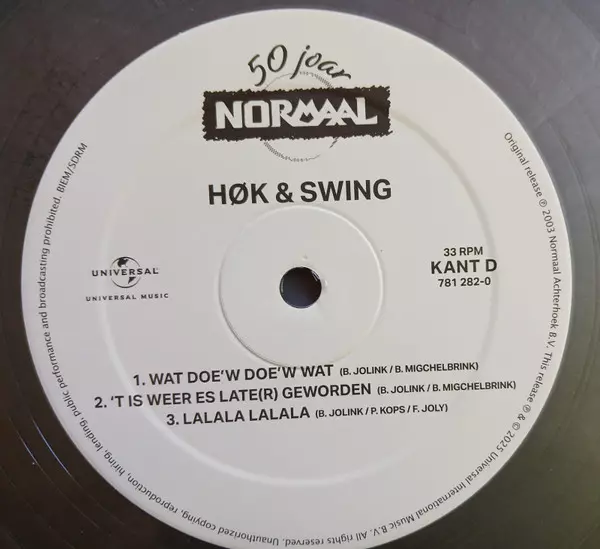 50 joar
NORMAAL
HØK & SWING
UNIVERSAL
UNIVERSAL MUSIC
33 RPM
KANT D
781 282-0
1. WAT DOE'W DOE'W WAT (B. JOLINK / B. MIGCHELBRINK)
2. 'T IS WEER ES LATE(R) GEWORDEN (B. JOLINK / B. MIGCHELBRINK)
3. LALALA LALALA (B. JOLINK / P. KOPS / F. JOLY)
Original release ℗ 2003 Normaal Achterhoek B.V. This release ℗ & © 2025 Universal International Music B.V. All rights reserved. Unauthorized copying, reproduction, hiring, lending, public performance and broadcasting prohibited. BIEM/SDRM